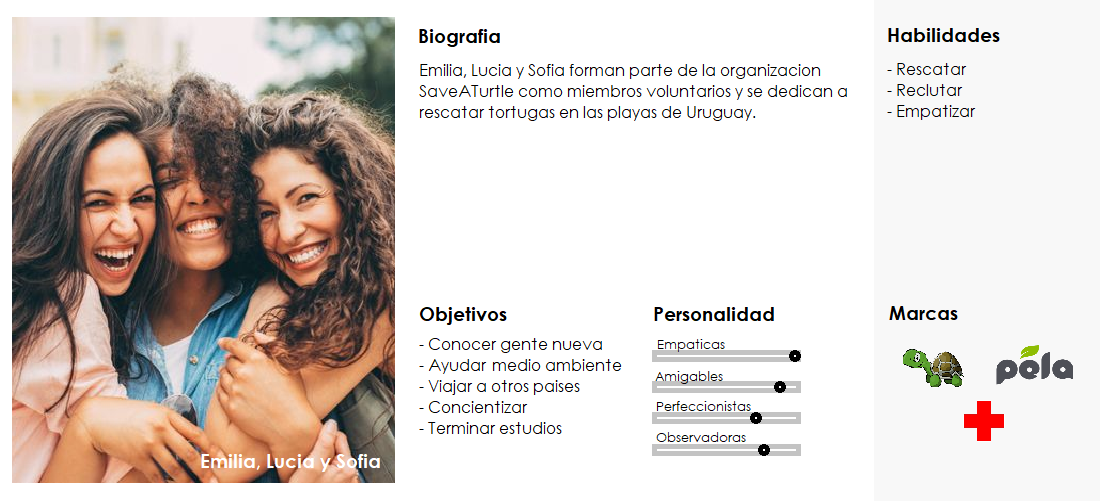 Biografia
Emilia, Lucia y Sofia forman parte de la organizacion
SaveATurtle como miembros voluntarios y se dedican a
rescatar tortugas en las playas de Uruguay.
Habilidades
- Rescatar
- Reclutar
- Empatizar
Emilia, Lucia y Sofia
Objetivos
- Conocer gente nueva
- Ayudar medio ambiente
- Viajar a otros paises
- Concientizar
- Terminar estudios
Personalidad
Empaticas
Amigables
Perfeccionistas
Observadoras
Marcas
pela